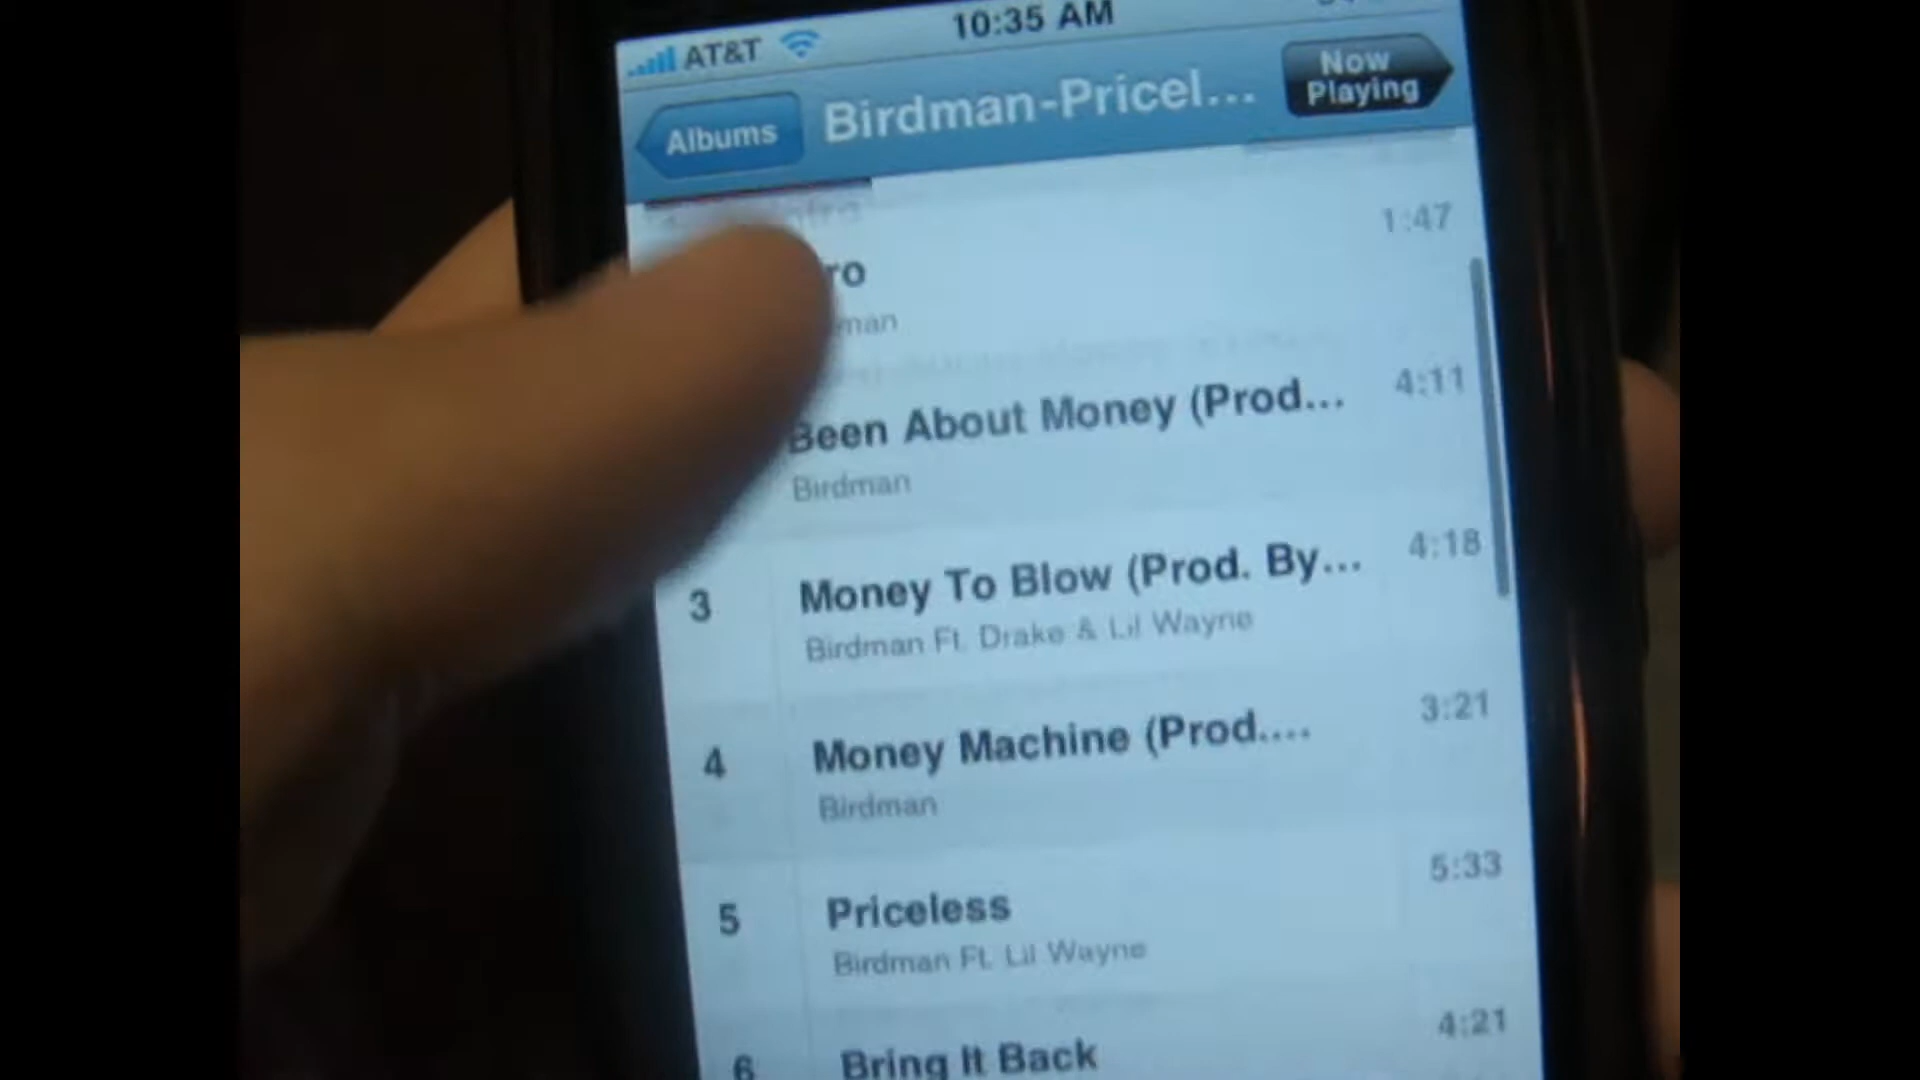 AT&T
10:35 AM
Albums
Birdman-Pricel...
Now
Playing
1:47
ro
man
Been About Money (Prod...
4:11
Birdman
3
Money To Blow (Prod. By...
4:18
Birdman Ft. Drake & Lil Wayne
4
Money Machine (Prod....
3:21
Birdman
5
Priceless
5:33
Birdman Ft. Lil Wayne
6
Bring It Back
4:21